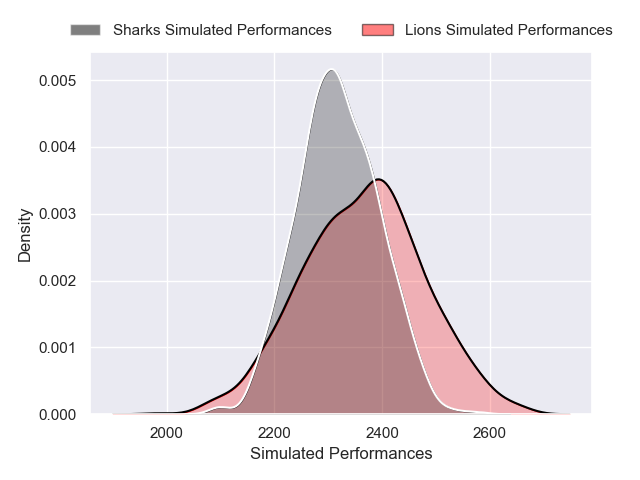 Sharks Simulated Performances Lions Simulated Performances
0.005
0.004
0.003
0.002
0.001
0.000
Density
2000 2200 2400 2600
Simulated Performances